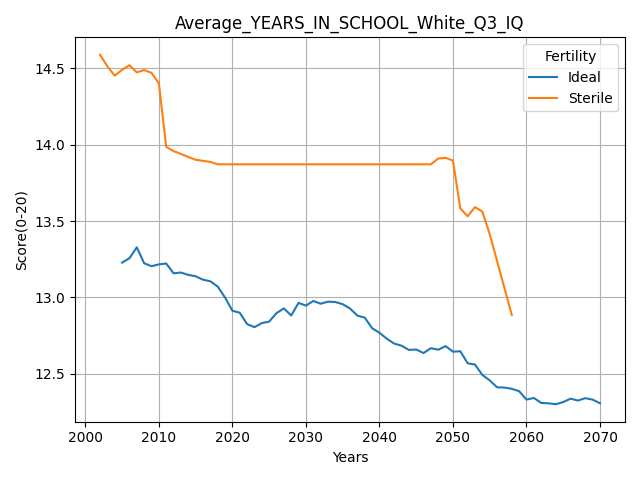 Average_YEARS_IN_SCHOOL_White_Q3_IQ
Fertility
Ideal
Sterile
Score(0-20)
14.5
14.0
13.5
13.0
12.5
2000 2010 2020 2030 2040 2050 2060 2070
Years